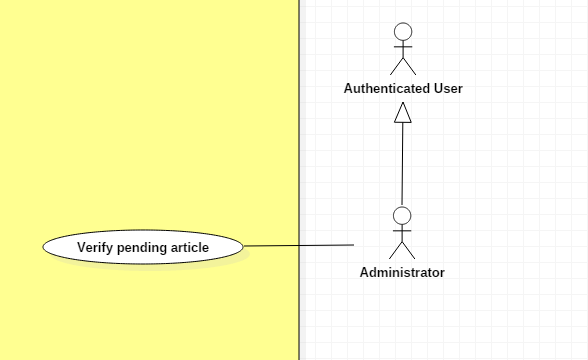 Authenticated User
Verify pending article
Administrator